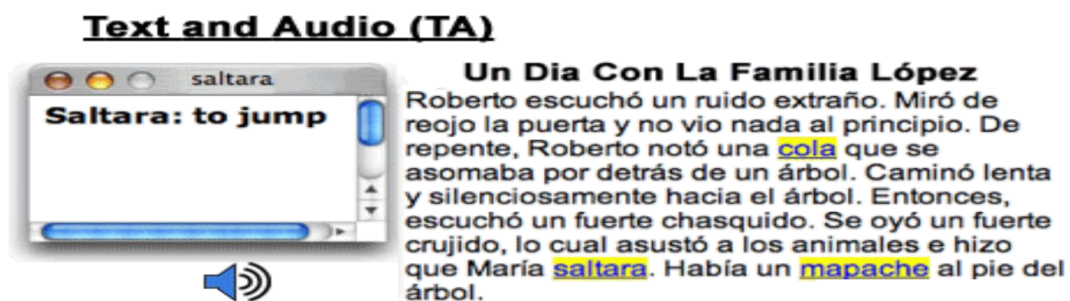 Text and Audio (TA)
saltara
Saltara: to jump
Un Dia Con La Familia López
Roberto escuchó un ruido extraño. Miró de
reojo la puerta y no vio nada al principio. De
repente, Roberto notó una cola que se
asomaba por detrás de un árbol. Caminó lenta
y silenciosamente hacia el árbol. Entonces,
escuchó un fuerte chasquido. Se oyó un fuerte
crujido, lo cual asustó a los animales e hizo
que María saltara. Había un mapache al pie del
árbol.